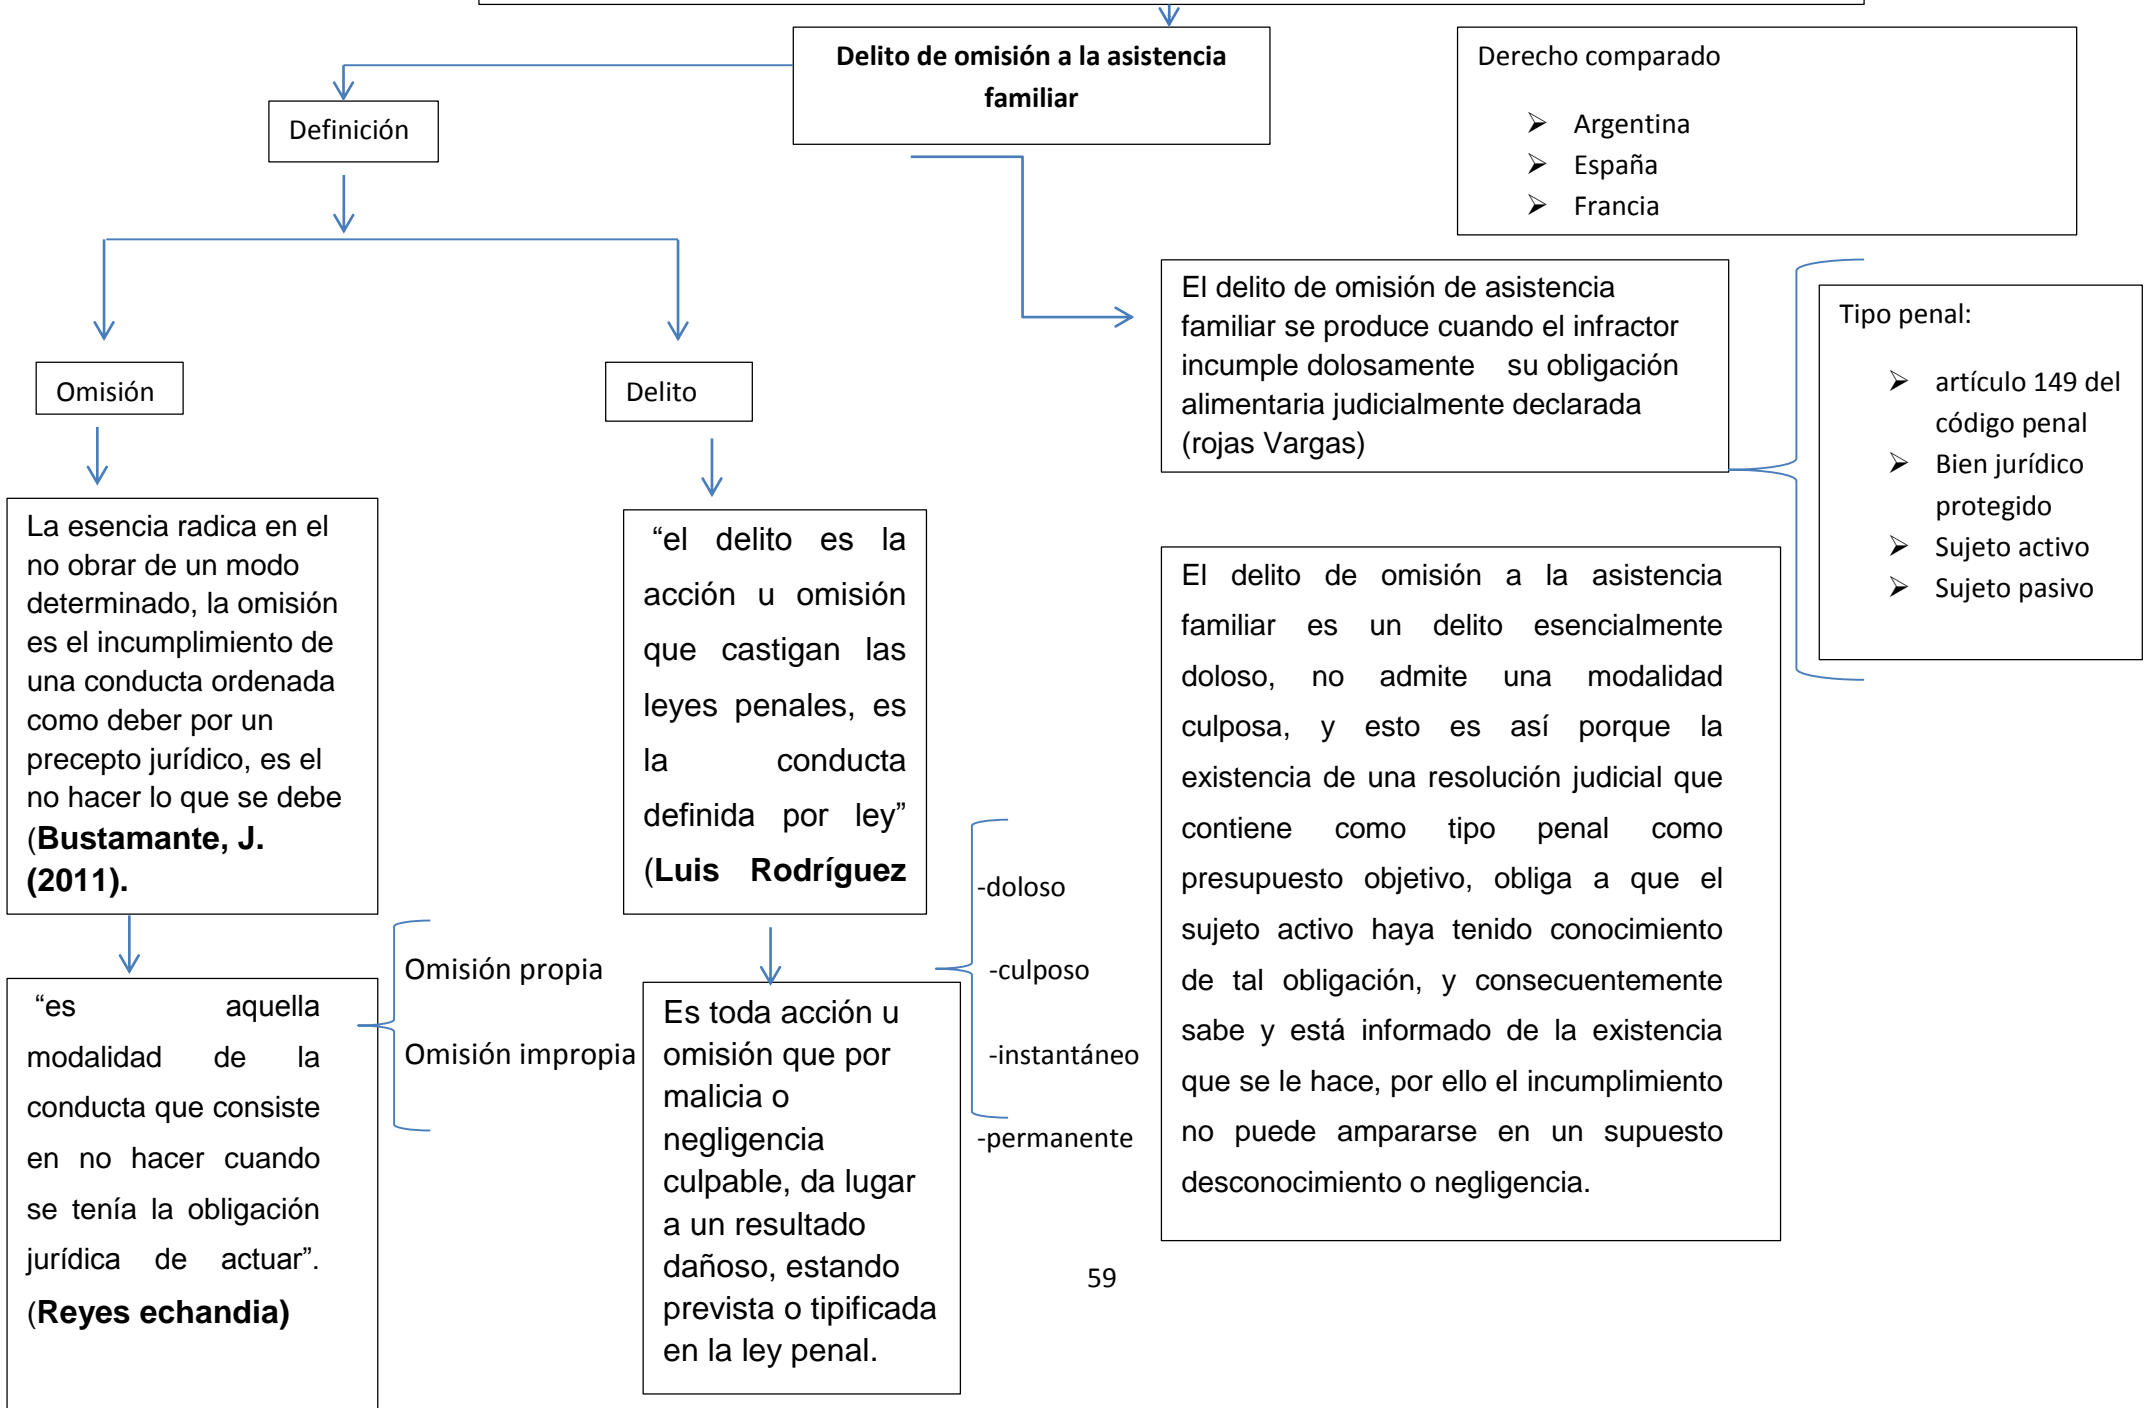 Delito de omisión a la asistencia
familiar
Derecho comparado
➢ Argentina
➢ España
➢ Francia
Definición
Omisión
Delito
El delito de omisión de asistencia
familiar se produce cuando el infractor
incumple dolosamente su obligación
alimentaria judicialmente declarada
(rojas Vargas)
Tipo penal:
➢ artículo 149 del
código penal
➢ Bien jurídico
protegido
➢ Sujeto activo
➢ Sujeto pasivo
La esencia radica en el
no obrar de un modo
determinado, la omisión
es el incumplimiento de
una conducta ordenada
como deber por un
precepto jurídico, es el
no hacer lo que se debe
(Bustamante, J.
(2011).
“el delito es la
acción u omisión
que castigan las
leyes penales, es
la conducta
definida por ley”
(Luis Rodríguez
El delito de omisión a la asistencia
familiar es un delito esencialmente
doloso, no admite una modalidad
culposa, y esto es así porque la
existencia de una resolución judicial que
contiene como tipo penal como
presupuesto objetivo, obliga a que el
sujeto activo haya tenido conocimiento
de tal obligación, y consecuentemente
sabe y está informado de la existencia
que se le hace, por ello el incumplimiento
no puede ampararse en un supuesto
desconocimiento o negligencia.
“es aquella
modalidad de la
conducta que consiste
en no hacer cuando
se tenía la obligación
jurídica de actuar”.
(Reyes echandia)
Omisión propia
Omisión impropia
Es toda acción u
omisión que por
malicia o
negligencia
culpable, da lugar
a un resultado
dañoso, estando
prevista o tipificada
en la ley penal.
-doloso
-culposo
-instantáneo
-permanente
59